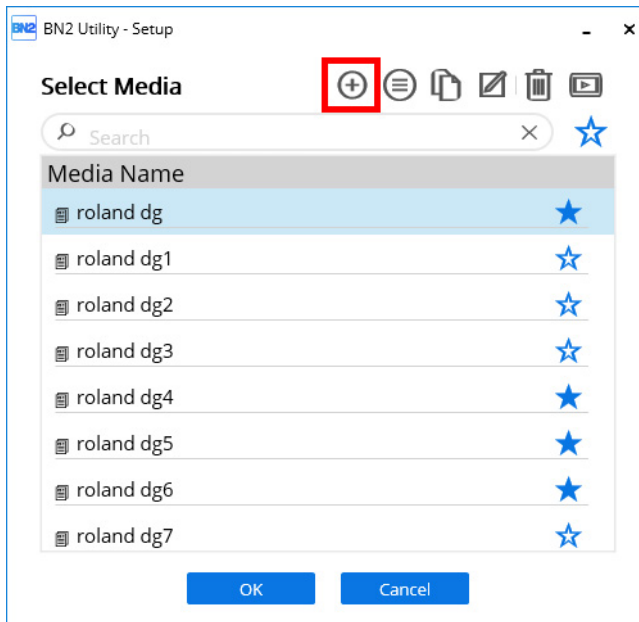 BN2 BN2 Utility - Setup
Select Media
Search
Media Name
roland dg
roland dg1
roland dg2
roland dg3
roland dg4
roland dg5
roland dg6
roland dg7
OK Cancel